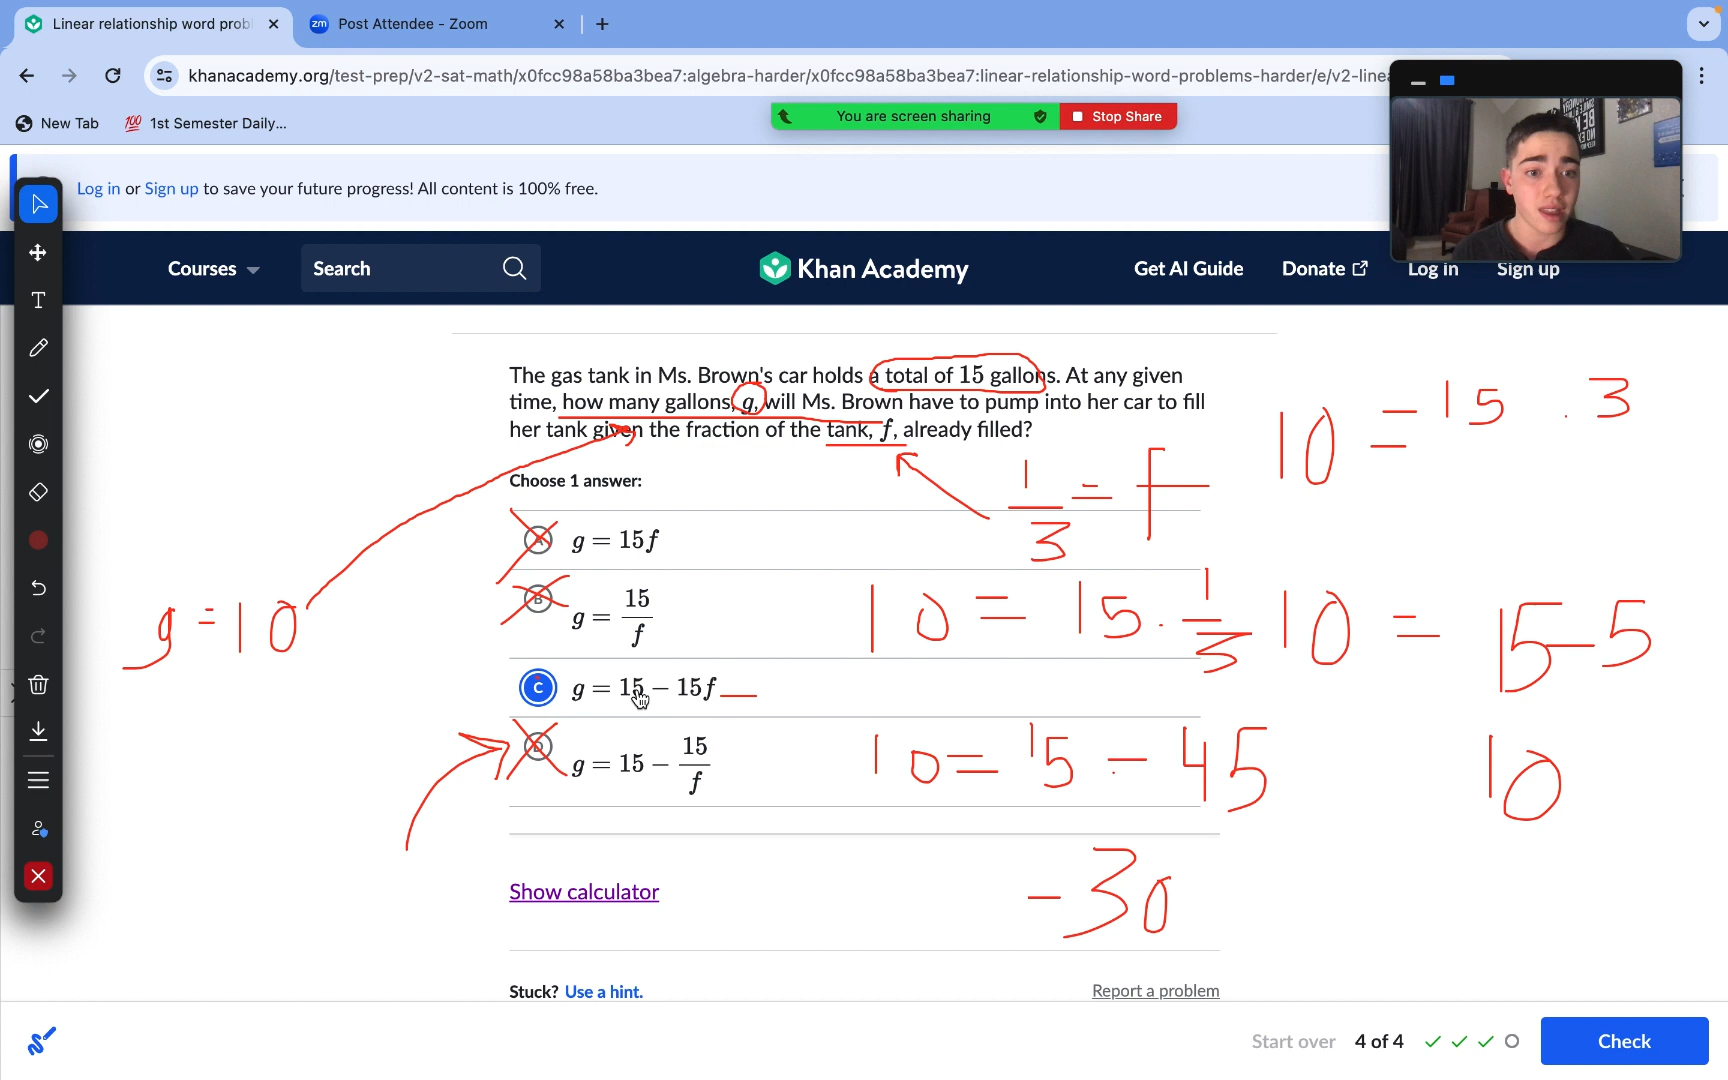 Linear relationship word prob
Post Attendee - Zoom
khanacademy.org/test-prep/v2-sat-math/x0fcc98a58ba3bea7:algebra-harder/x0fcc98a58ba3bea7:linear-relationship-word-problems-harder/e/v2-linea
New Tab
1st Semester Daily...
You are screen sharing
Stop Share
Log in or Sign up to save your future progress! All content is 100% free.
Courses
Search
Khan Academy
Get AI Guide
Donate
Log in
Sign up
The gas tank in Ms. Brown's car holds a total of 15 gallons. At any given
time, how many gallons, g, will Ms. Brown have to pump into her car to fill
her tank given the fraction of the tank, f, already filled?
10 = 15 . 3
Choose 1 answer:
1/3 = f
A g = 15f
B g = 15/f
g = 10
10 = 15 . 1/3
10 = 15 - 5
C g = 15 − 15f
10
D g = 15 − 15/f
10 = 15 - 45
-30
Show calculator
Stuck? Use a hint.
Report a problem
Start over
4 of 4
Check